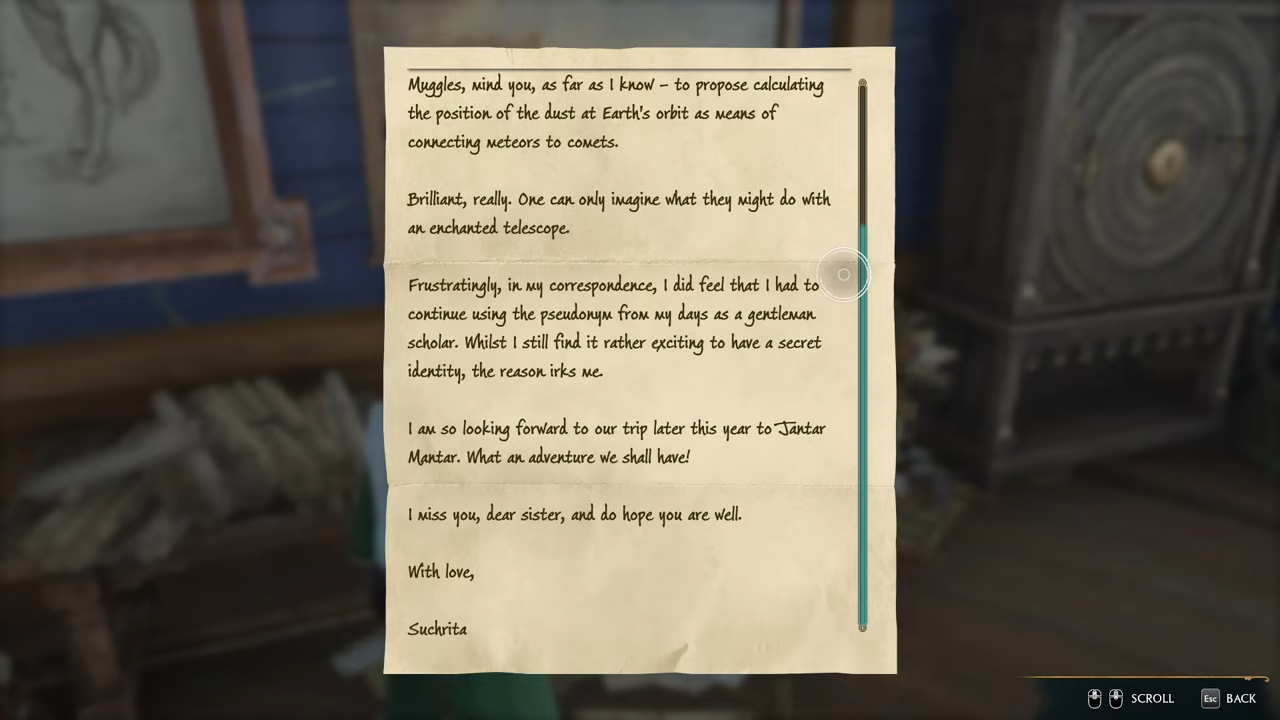 Muggles, mind you, as far as I know – to propose calculating
the position of the dust at Earth's orbit as means of
connecting meteors to comets.
Brilliant, really. One can only imagine what they might do with
an enchanted telescope.
Frustratingly, in my correspondence, I did feel that I had to
continue using the pseudonym from my days as a gentleman
scholar. Whilst I still find it rather exciting to have a secret
identity, the reason irks me.
I am so looking forward to our trip later this year to Jantar
Mantar. What an adventure we shall have!
I miss you, dear sister, and do hope you are well.
With love,
Suchrita
SCROLL
Esc BACK